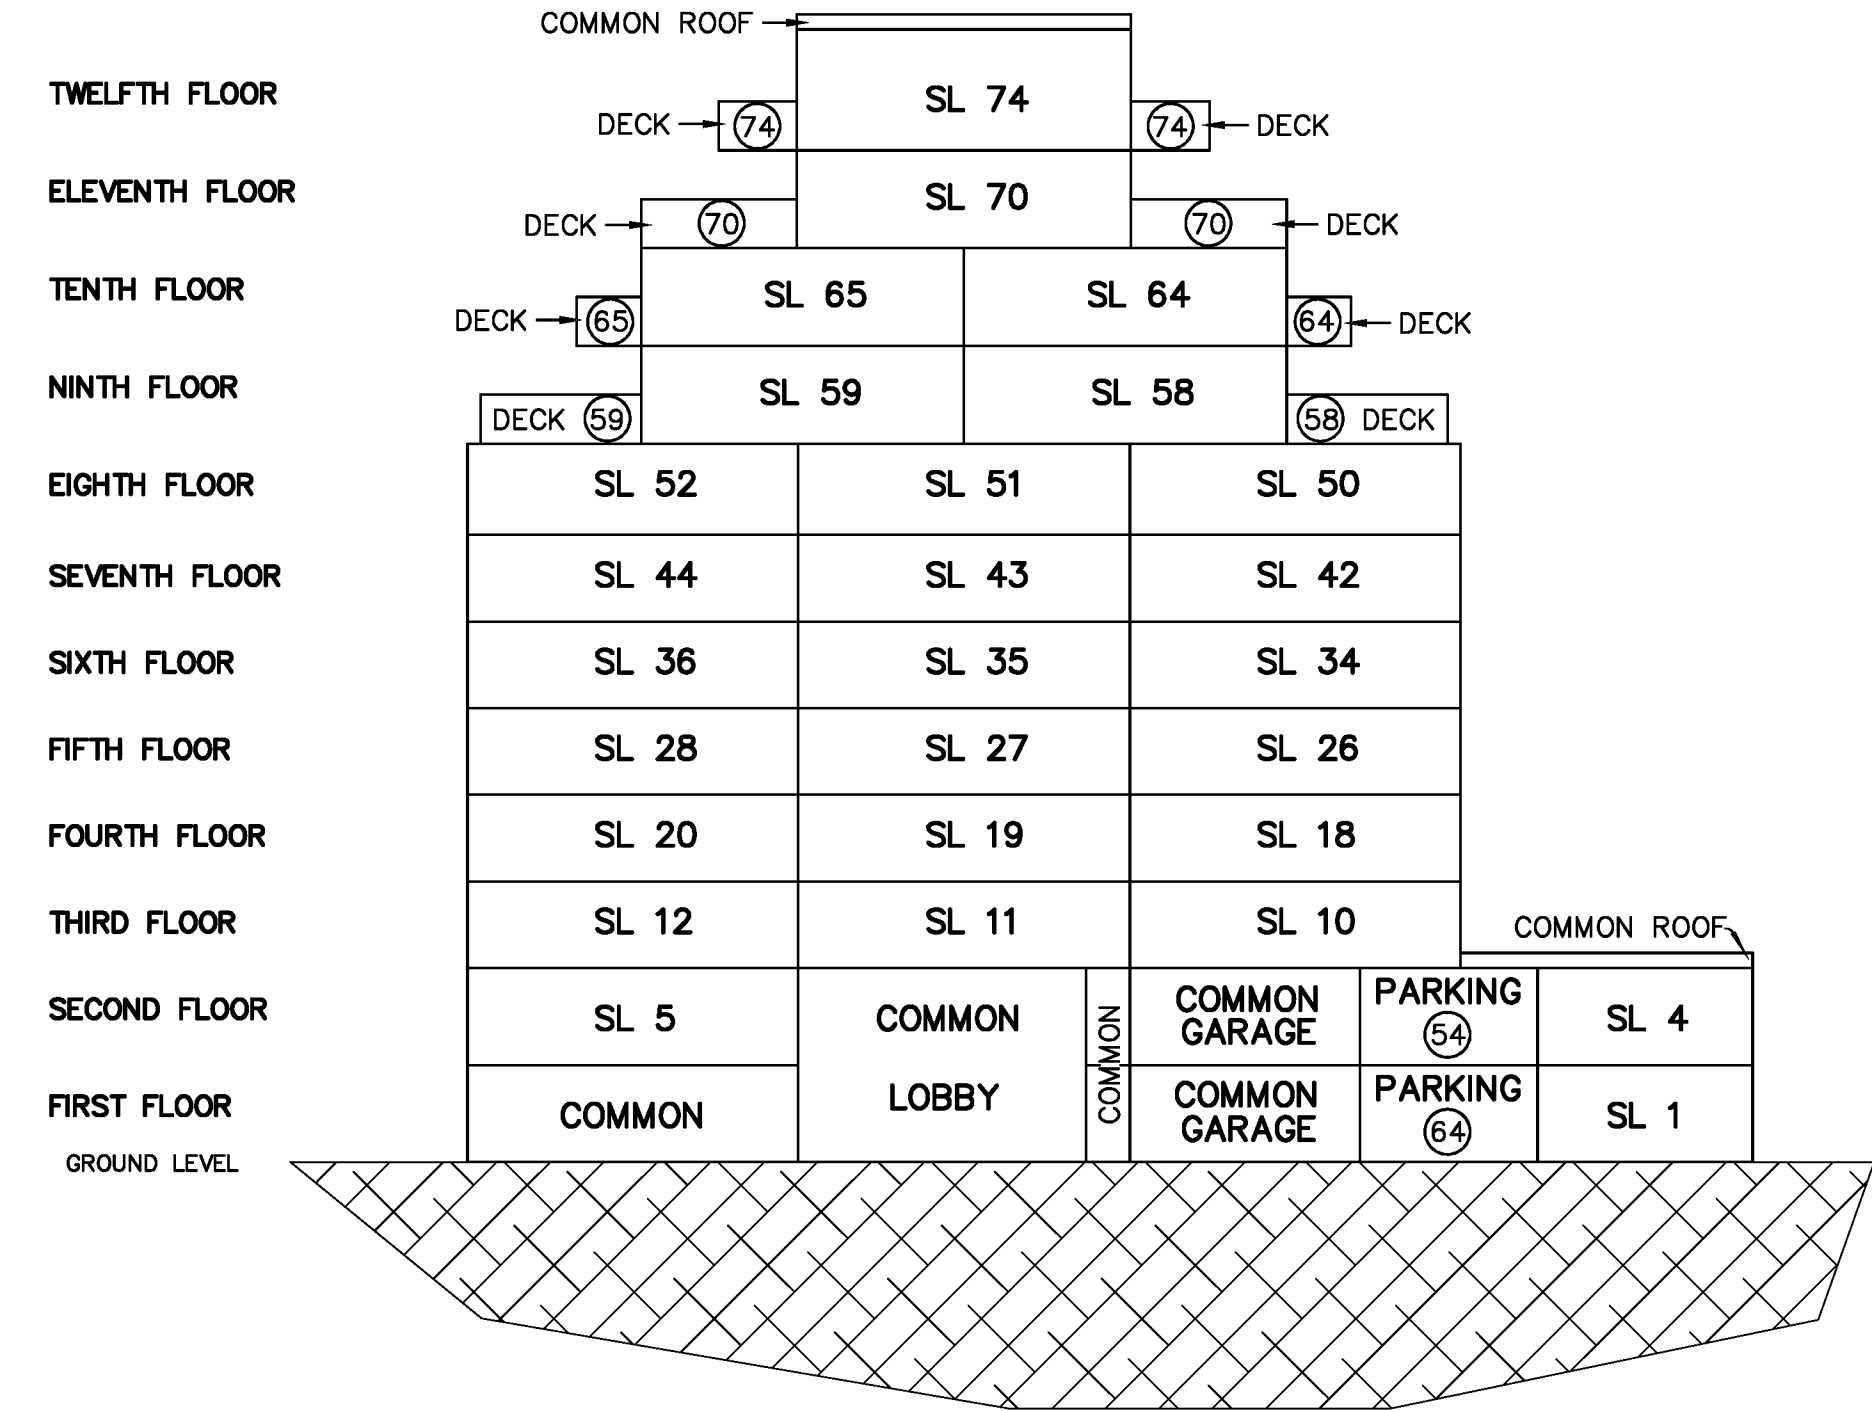 COMMON ROOF
TWELFTH FLOOR
SL 74
DECK 74
74 DECK
ELEVENTH FLOOR
SL 70
DECK 70
70 DECK
TENTH FLOOR
SL 65
SL 64
DECK 65
64 DECK
NINTH FLOOR
SL 59
SL 58
DECK 59
58 DECK
EIGHTH FLOOR
SL 52
SL 51
SL 50
SEVENTH FLOOR
SL 44
SL 43
SL 42
SIXTH FLOOR
SL 36
SL 35
SL 34
FIFTH FLOOR
SL 28
SL 27
SL 26
FOURTH FLOOR
SL 20
SL 19
SL 18
THIRD FLOOR
SL 12
SL 11
SL 10
COMMON ROOF
SECOND FLOOR
SL 5
COMMON
LOBBY
COMMON
COMMON
GARAGE
PARKING
54
SL 4
FIRST FLOOR
COMMON
COMMON
GARAGE
PARKING
64
SL 1
GROUND LEVEL